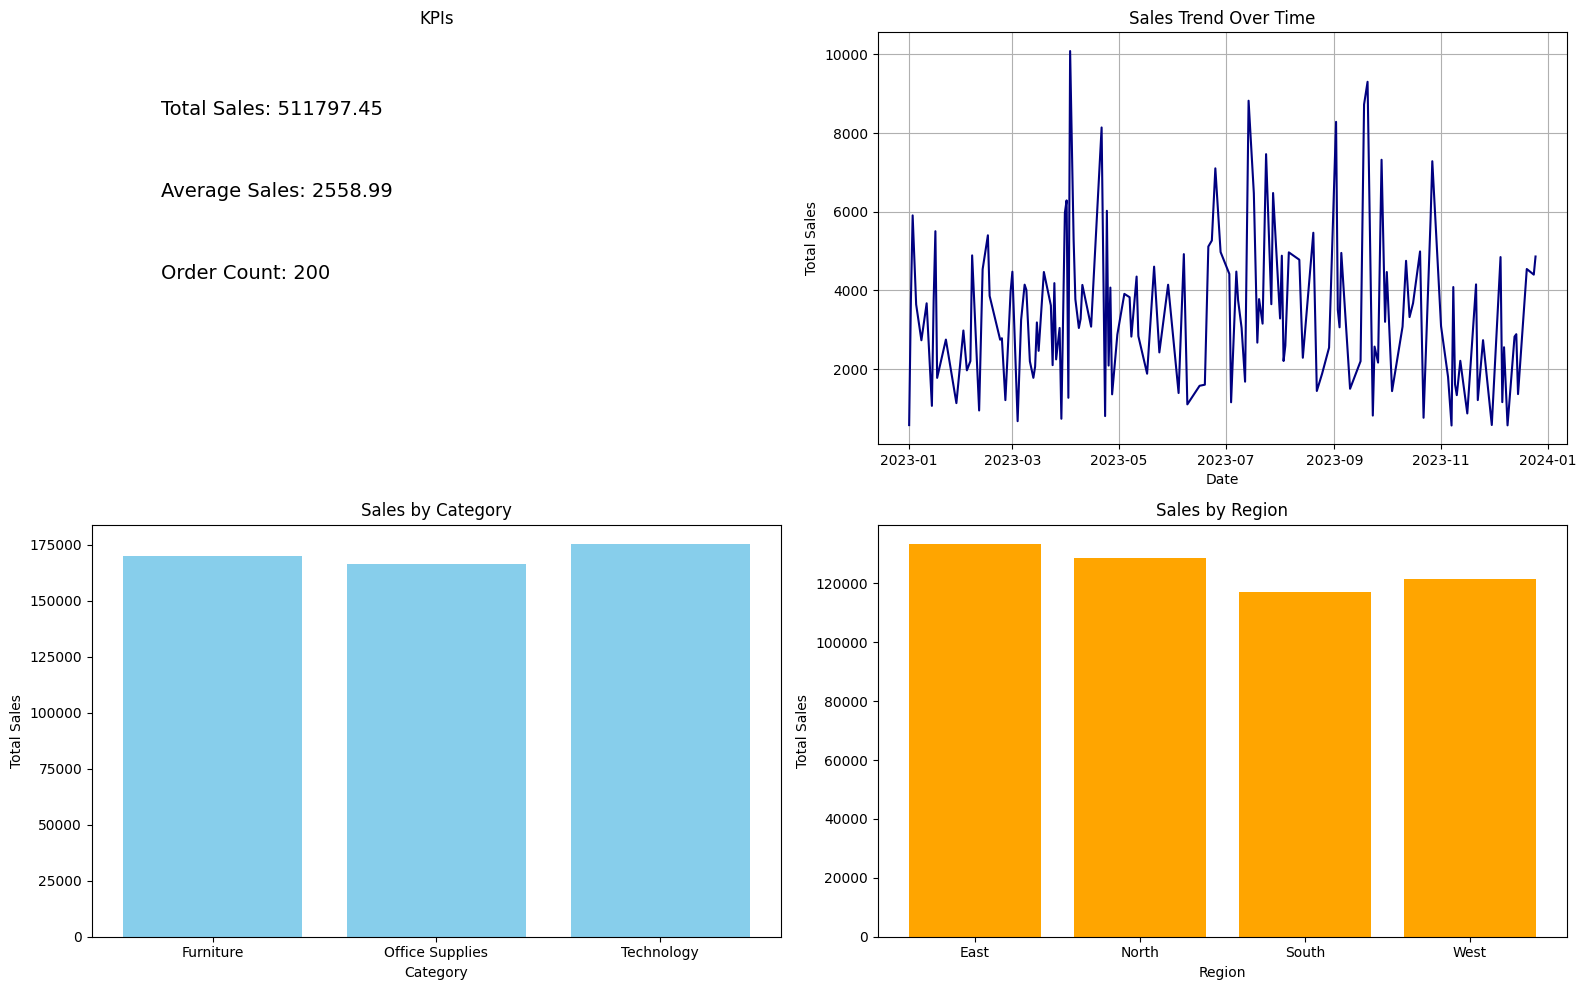 KPIs
Total Sales: 511797.45
Average Sales: 2558.99
Order Count: 200
Sales Trend Over Time
Total Sales
10000
8000
6000
4000
2000
2023-01 2023-03 2023-05 2023-07 2023-09 2023-11 2024-01
Date
Sales by Category
Total Sales
175000
150000
125000
100000
75000
50000
25000
0
Furniture Office Supplies Technology
Category
Sales by Region
Total Sales
120000
100000
80000
60000
40000
20000
0
East North South West
Region